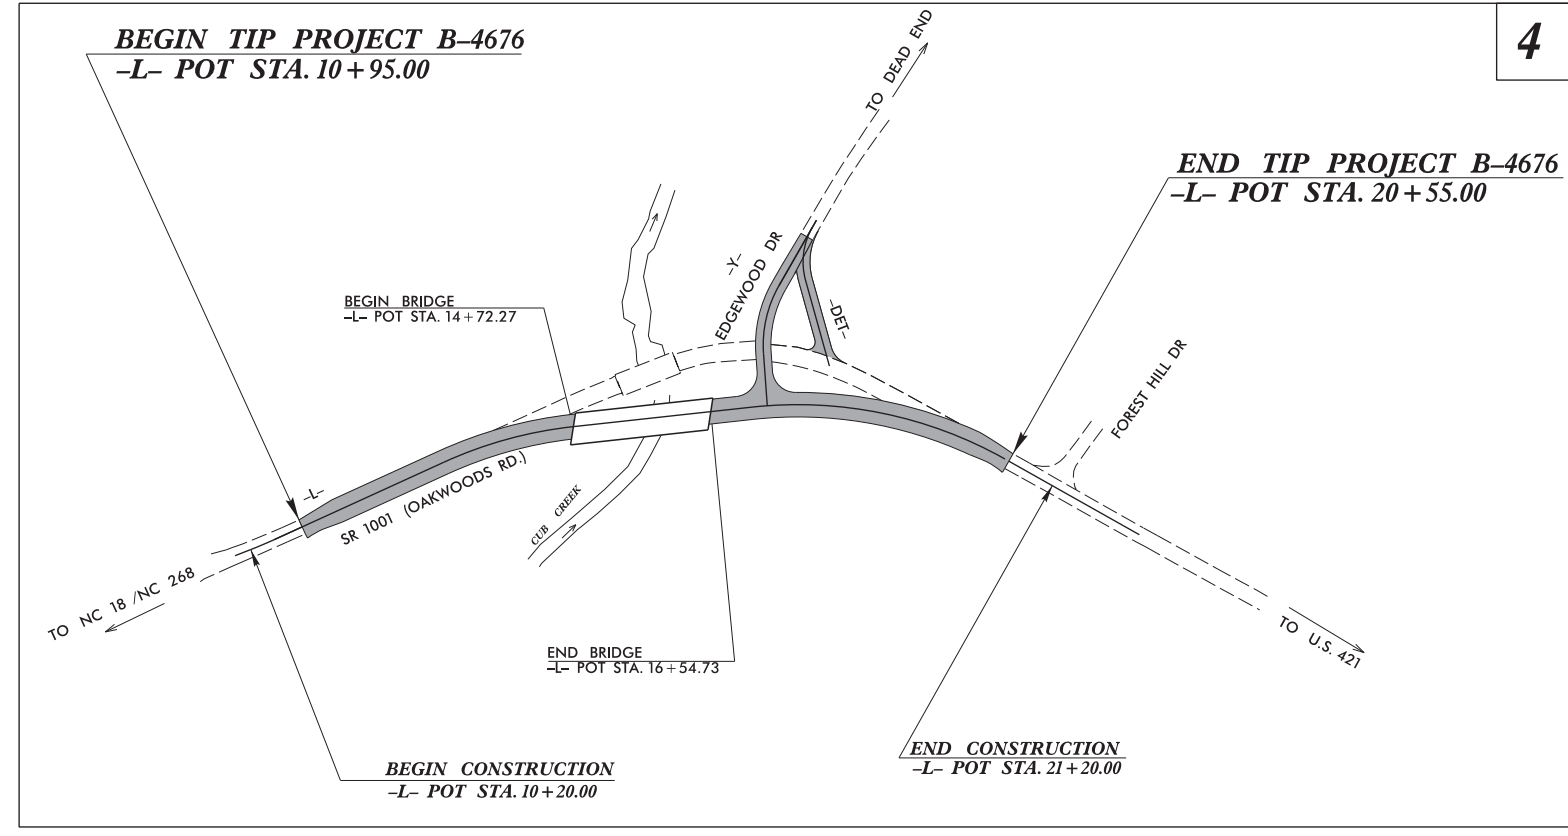 BEGIN TIP PROJECT B–4676
–L– POT STA. 10+95.00
4
TO DEAD END
END TIP PROJECT B–4676
–L– POT STA. 20+55.00
–Y–
EDGEWOOD DR
–DET–
BEGIN BRIDGE
–L– POT STA. 14+72.27
FOREST HILL DR
–L–
SR 1001 (OAKWOODS RD.)
CUB CREEK
TO NC 18 /NC 268
TO U.S. 421
END BRIDGE
–L– POT STA. 16+54.73
END CONSTRUCTION
–L– POT STA. 21+20.00
BEGIN CONSTRUCTION
–L– POT STA. 10+20.00